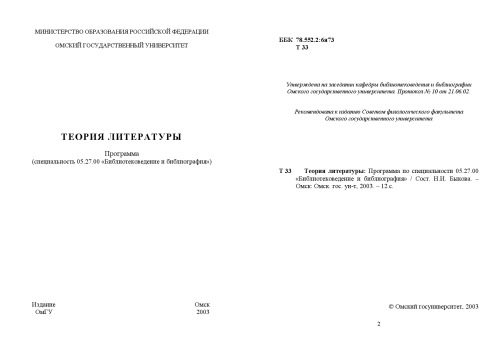 МИНИСТЕРСТВО ОБРАЗОВАНИЯ РОССИЙСКОЙ ФЕДЕРАЦИИ
ОМСКИЙ ГОСУДАРСТВЕННЫЙ УНИВЕРСИТЕТ
ТЕОРИЯ ЛИТЕРАТУРЫ
Программа
(специальность 05.27.00 «Библиотековедение и библиография»)
Издание Омск
ОмГУ 2003
ББК 78.552.2:6я73
Т 33
Утверждена на заседании кафедры библиотековедения и библиографии
Омского государственного университета. Протокол № 10 от 21.06.02.
Рекомендована к изданию Советом филологического факультета
Омского государственного университета
Т 33 Теория литературы: Программа по специальности 05.27.00
«Библиотековедение и библиография» / Сост. Н.И. Быкова. –
Омск: Омск. гос. ун-т, 2003. – 12 с.
© Омский госуниверситет, 2003
2